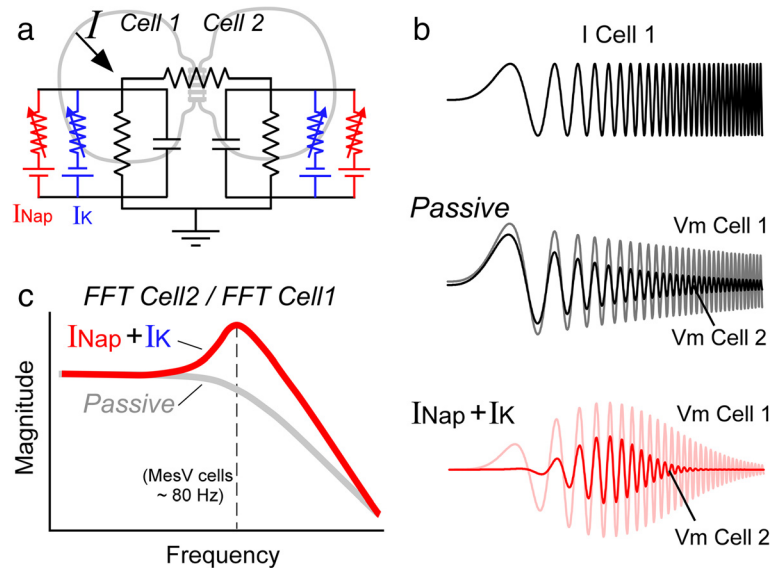 a
I
Cell 1
Cell 2
INap
IK
b
I Cell 1
Passive
Vm Cell 1
Vm Cell 2
INap + IK
Vm Cell 1
Vm Cell 2
c
FFT Cell2 / FFT Cell1
INap + IK
Passive
(MesV cells
~ 80 Hz)
Magnitude
Frequency